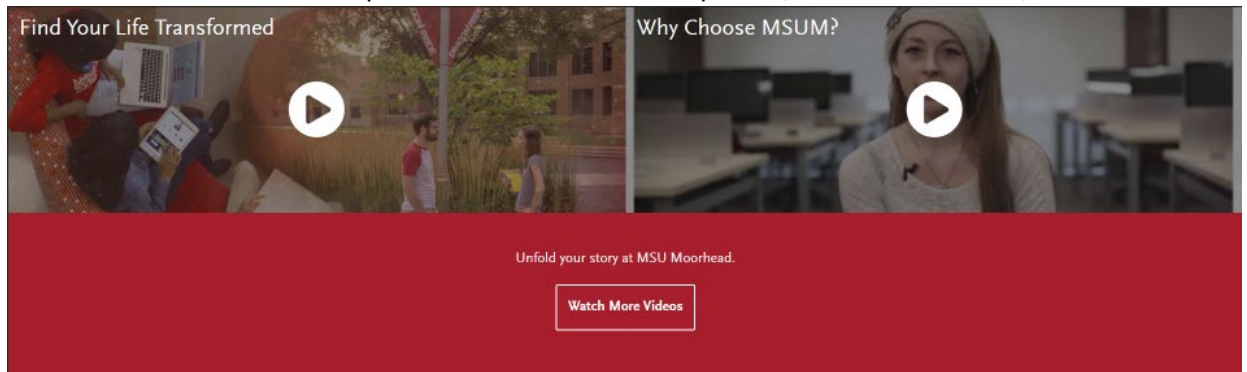 Find Your Life Transformed
Why Choose MSUM?
Unfold your story at MSU Moorhead.
Watch More Videos